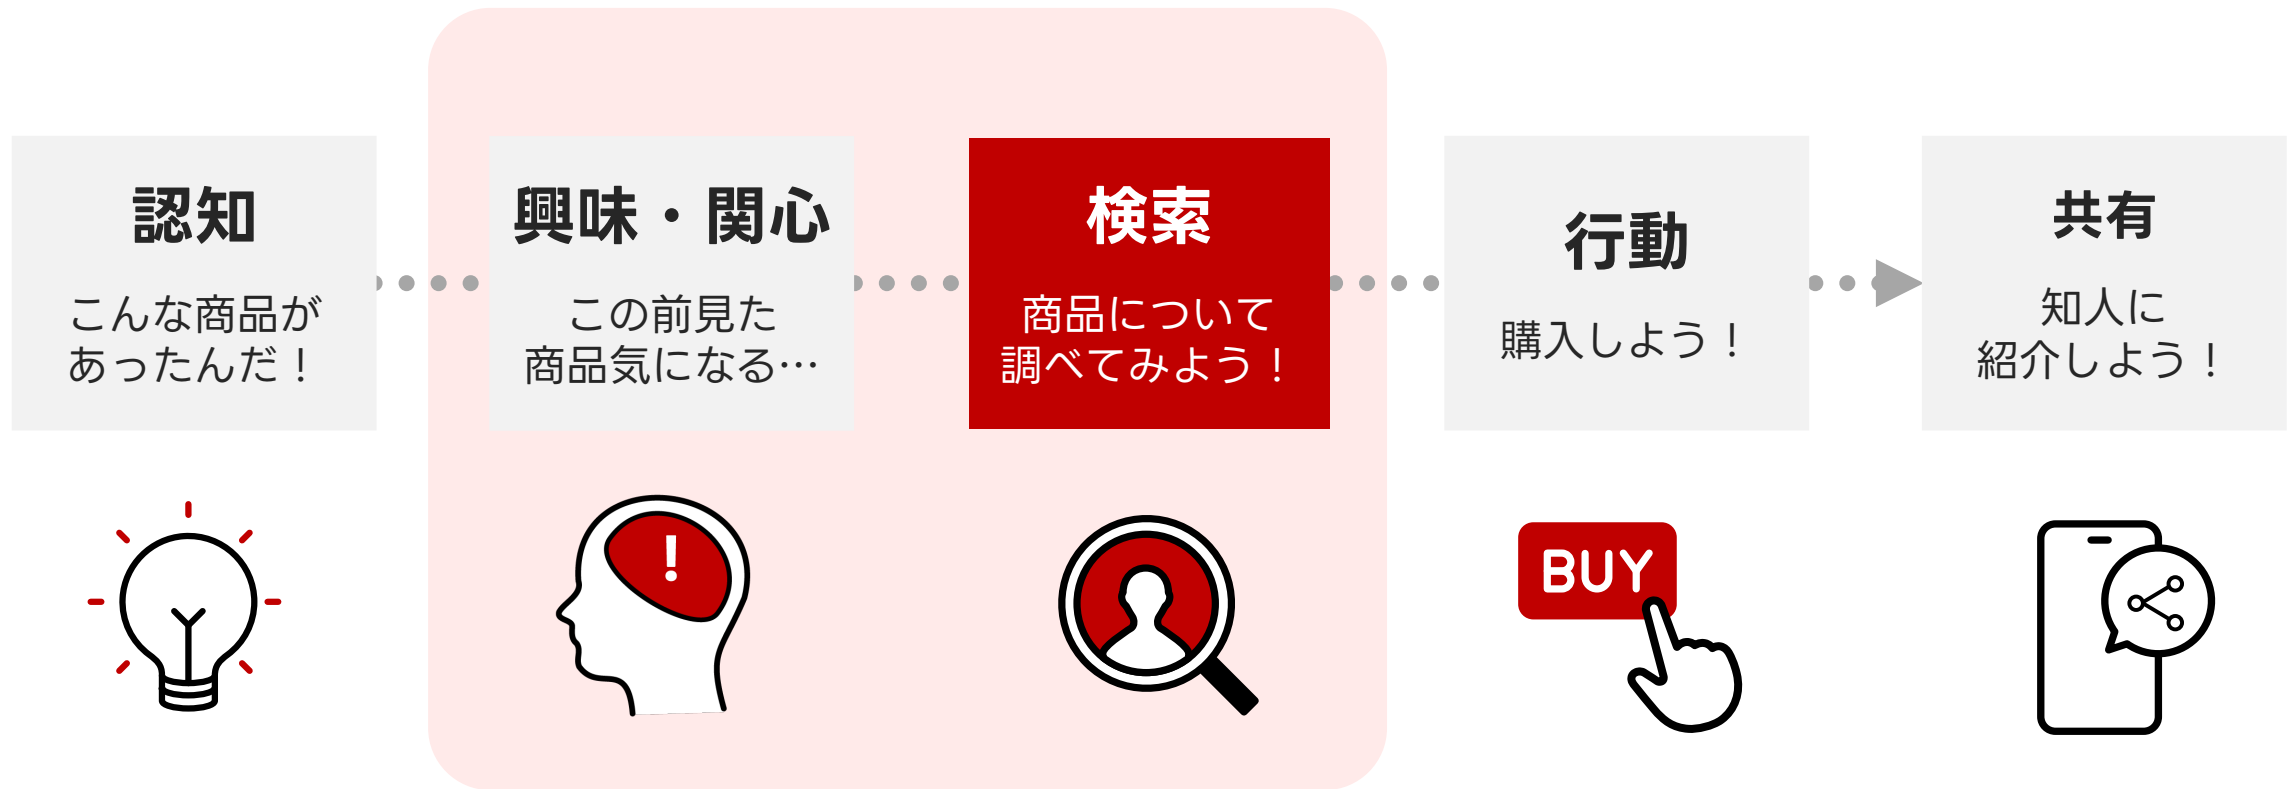 認知
こんな商品が
あったんだ！
興味・関心
この前見た
商品気になる…
検索
商品について
調べてみよう！
行動
購入しよう！
共有
知人に
紹介しよう！
!
BUY